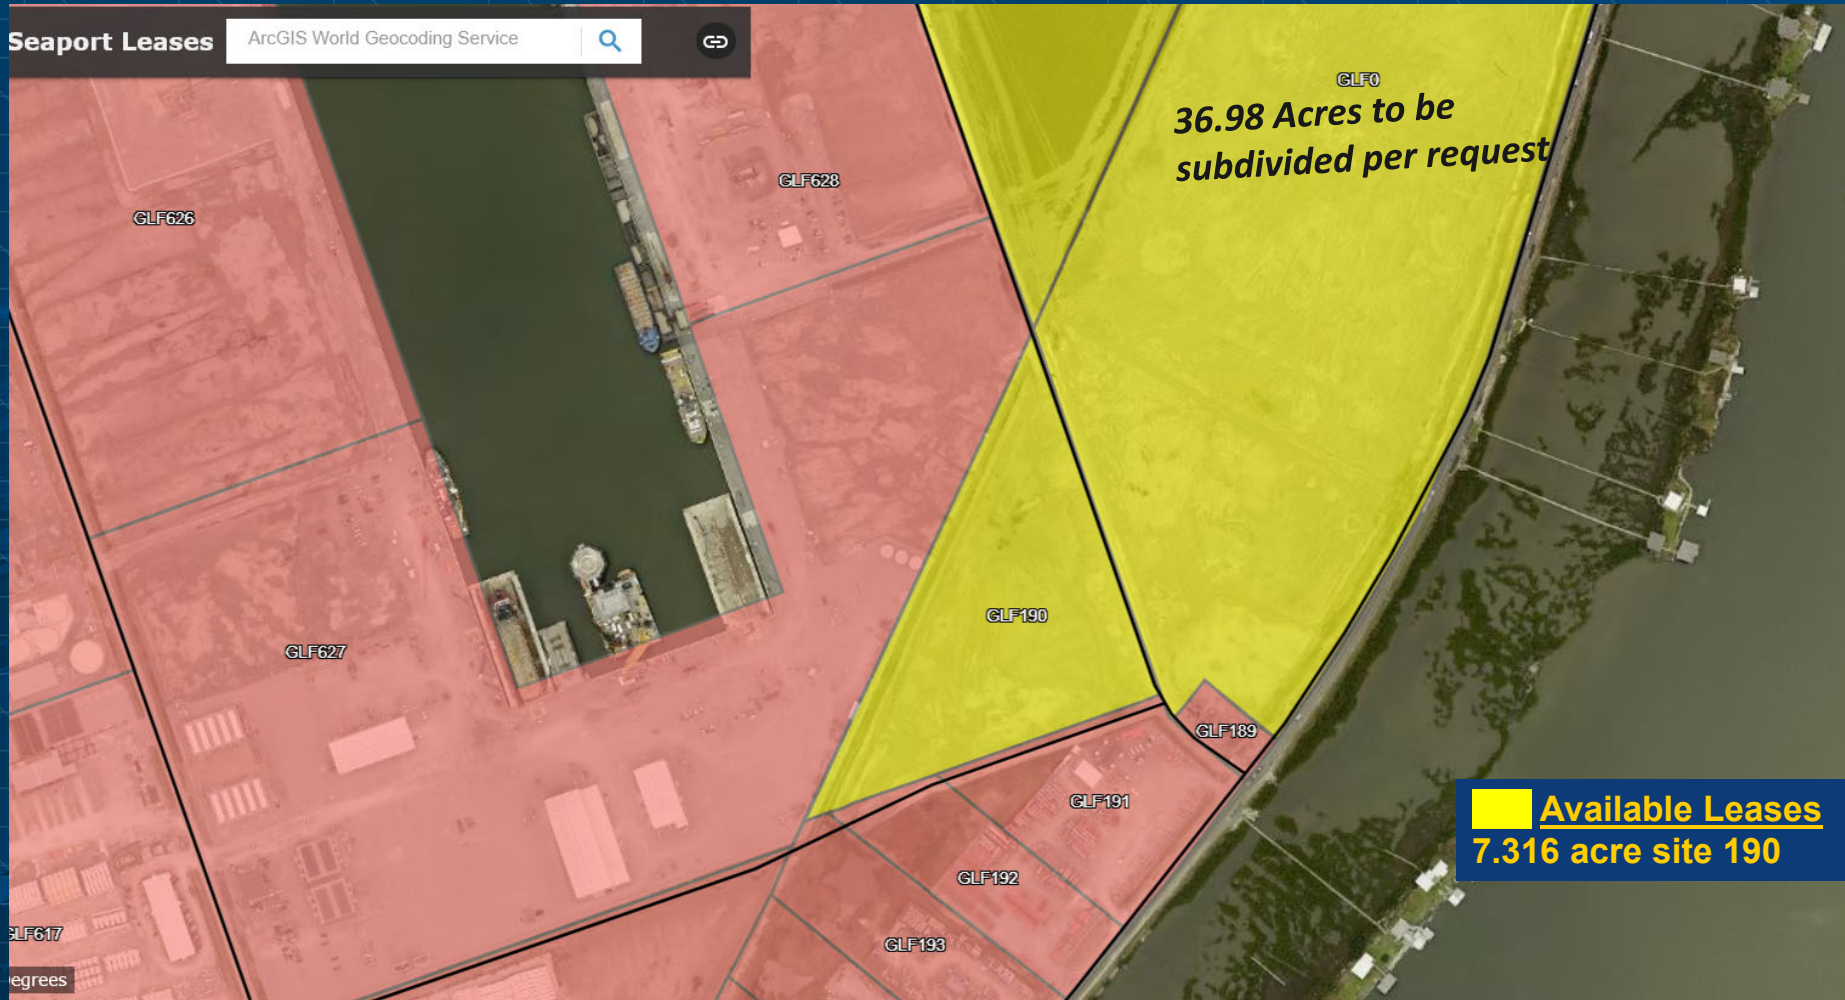 Seaport Leases
ArcGIS World Geocoding Service
GLF0
36.98 Acres to be
subdivided per request
GLF628
GLF626
GLF190
GLF627
GLF189
GLF191
Available Leases
7.316 acre site 190
GLF192
GLF193
GLF617
egrees